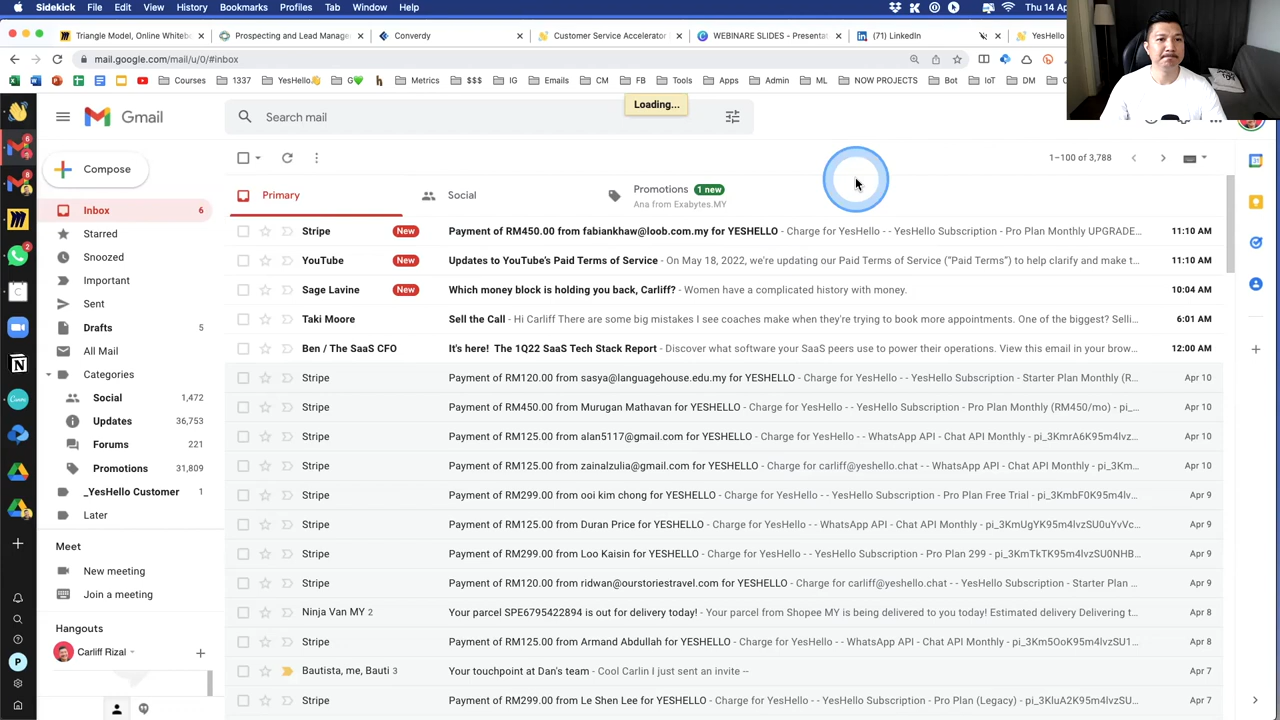 Sidekick File Edit View History Bookmarks Profiles Tab Window Help
Thu 14 Ap
Triangle Model, Online Whiteb
Prospecting and Lead Manage
Converdy
Customer Service Accelerator
WEBINARE SLIDES - Presentat
(71) LinkedIn
YesHello
mail.google.com/mail/u/0/#inbox
Courses 1337 YesHello G Metrics $$$ IG Emails CM FB Tools Apps Admin ML NOW PROJECTS Bot IoT DM
Loading...
Gmail
Search mail
Compose
1–100 of 3,788
Primary
Social
Promotions 1 new
Ana from Exabytes.MY
Inbox 6
Starred
Snoozed
Important
Sent
Drafts 5
All Mail
Categories
Social 1,472
Updates 36,753
Forums 221
Promotions 31,809
_YesHello Customer 1
Later
Meet
New meeting
Join a meeting
Hangouts
Carliff Rizal
Stripe New Payment of RM450.00 from fabiankhaw@loob.com.my for YESHELLO - Charge for YesHello - - YesHello Subscription - Pro Plan Monthly UPGRADE… 11:10 AM
YouTube New Updates to YouTube's Paid Terms of Service - On May 18, 2022, we're updating our Paid Terms of Service ("Paid Terms") to help clarify and make t… 11:10 AM
Sage Lavine New Which money block is holding you back, Carliff? - Women have a complicated history with money. 10:04 AM
Taki Moore Sell the Call - Hi Carliff There are some big mistakes I see coaches make when they're trying to book more appointments. One of the biggest? Selli… 6:01 AM
Ben / The SaaS CFO It's here! The 1Q22 SaaS Tech Stack Report - Discover what software your SaaS peers use to power their operations. View this email in your brow… 12:00 AM
Stripe Payment of RM120.00 from sasya@languagehouse.edu.my for YESHELLO - Charge for YesHello - - YesHello Subscription - Starter Plan Monthly (R… Apr 10
Stripe Payment of RM450.00 from Murugan Mathavan for YESHELLO - Charge for YesHello - - YesHello Subscription - Pro Plan Monthly (RM450/mo) - pi_… Apr 10
Stripe Payment of RM125.00 from alan5117@gmail.com for YESHELLO - Charge for YesHello - - WhatsApp API - Chat API Monthly - pi_3KmrA6K95m4lvz… Apr 10
Stripe Payment of RM125.00 from zainalzulia@gmail.com for YESHELLO - Charge for carliff@yeshello.chat - - WhatsApp API - Chat API Monthly - pi_3Km… Apr 10
Stripe Payment of RM299.00 from ooi kim chong for YESHELLO - Charge for YesHello - - YesHello Subscription - Pro Plan Free Trial - pi_3KmbF0K95m4lv… Apr 9
Stripe Payment of RM125.00 from Duran Price for YESHELLO - Charge for YesHello - - WhatsApp API - Chat API Monthly - pi_3KmUgYK95m4lvzSU0uYvVc… Apr 9
Stripe Payment of RM299.00 from Loo Kaisin for YESHELLO - Charge for YesHello - - YesHello Subscription - Pro Plan 299 - pi_3KmTkTK95m4lvzSU0NHB… Apr 9
Stripe Payment of RM120.00 from ridwan@ourstoriestravel.com for YESHELLO - Charge for carliff@yeshello.chat - - YesHello Subscription - Starter Plan … Apr 9
Ninja Van MY 2 Your parcel SPE6795422894 is out for delivery today! - Your parcel from Shopee MY is being delivered to you today! Estimated delivery Delivering t… Apr 8
Stripe Payment of RM125.00 from Armand Abdullah for YESHELLO - Charge for YesHello - - WhatsApp API - Chat API Monthly - pi_3Km5OoK95m4lvzSU1… Apr 8
Bautista, me, Bauti 3 Your touchpoint at Dan's team - Cool Carlin I just sent an invite -- Apr 7
Stripe Payment of RM299.00 from Le Shen Lee for YESHELLO - Charge for YesHello - - YesHello Subscription - Pro Plan (Legacy) - pi_3KluA2K95m4lvzSU… Apr 7